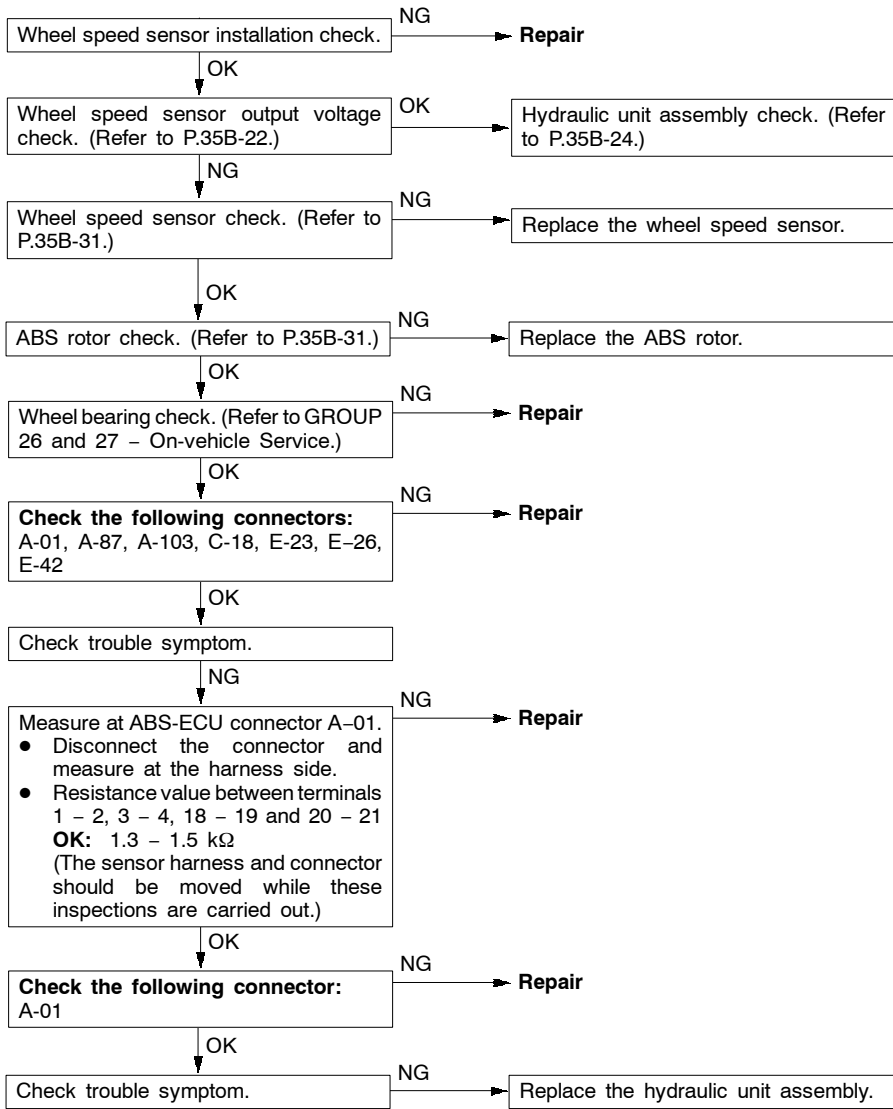 NG
Wheel speed sensor installation check.
Repair
OK
Wheel speed sensor output voltage
check. (Refer to P.35B-22.)
OK
Hydraulic unit assembly check. (Refer
to P.35B-24.)
NG
Wheel speed sensor check. (Refer to
P.35B-31.)
NG
Replace the wheel speed sensor.
OK
ABS rotor check. (Refer to P.35B-31.)
NG
Replace the ABS rotor.
OK
Wheel bearing check. (Refer to GROUP
26 and 27 – On-vehicle Service.)
NG
Repair
OK
Check the following connectors:
A-01, A-87, A-103, C-18, E-23, E–26,
E-42
NG
Repair
OK
Check trouble symptom.
NG
Measure at ABS-ECU connector A–01.
● Disconnect the connector and
measure at the harness side.
● Resistance value between terminals
1 – 2, 3 – 4, 18 – 19 and 20 – 21
OK: 1.3 – 1.5 kΩ
(The sensor harness and connector
should be moved while these
inspections are carried out.)
NG
Repair
OK
Check the following connector:
A-01
NG
Repair
OK
Check trouble symptom.
NG
Replace the hydraulic unit assembly.